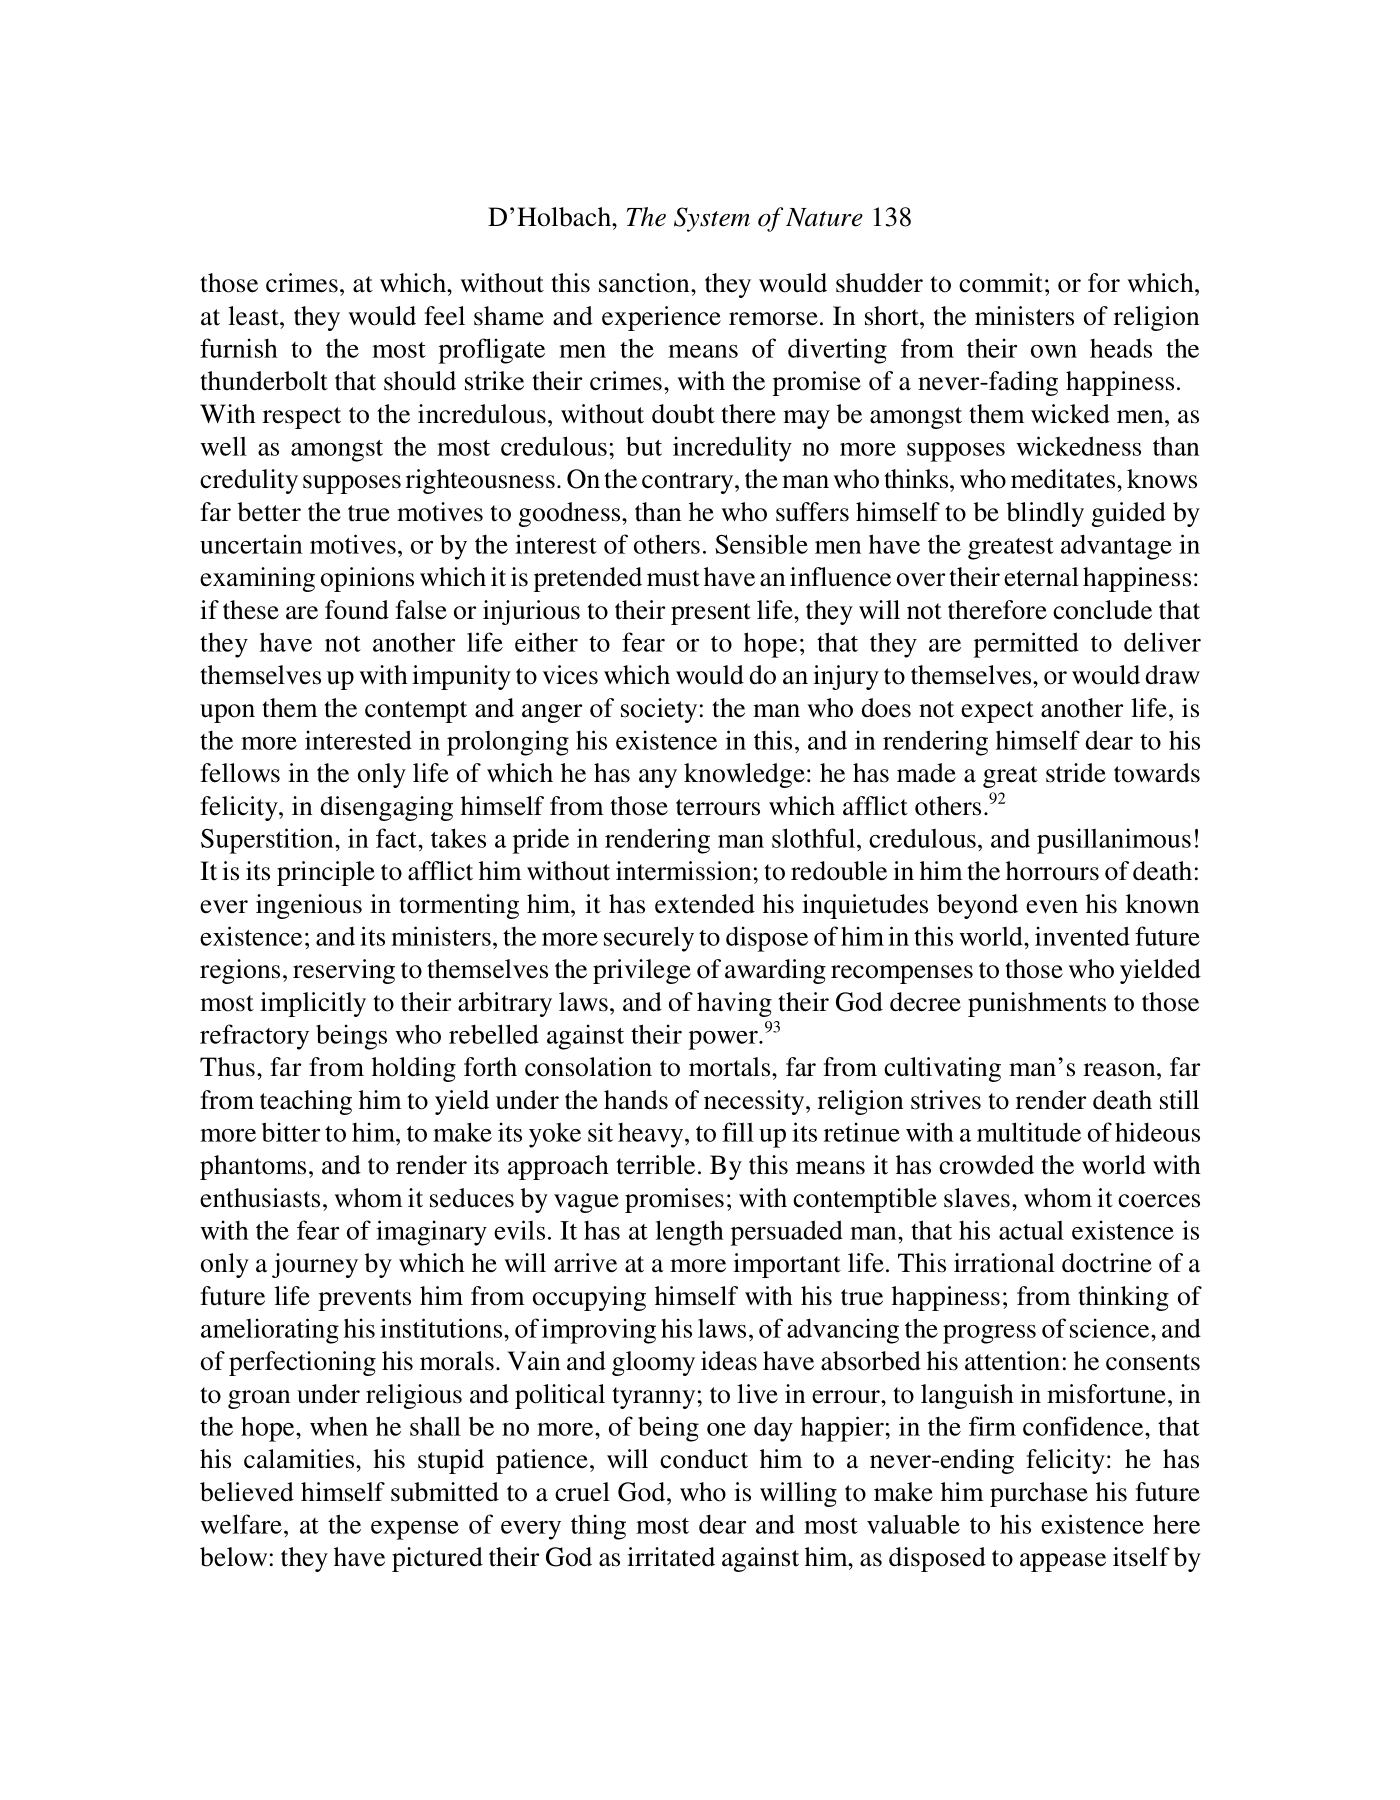 D’Holbach, The System of Nature 138
those crimes, at which, without this sanction, they would shudder to commit; or for which,
at least, they would feel shame and experience remorse. In short, the ministers of religion
furnish to the most profligate men the means of diverting from their own heads the
thunderbolt that should strike their crimes, with the promise of a never-fading happiness.
With respect to the incredulous, without doubt there may be amongst them wicked men, as
well as amongst the most credulous; but incredulity no more supposes wickedness than
credulity supposes righteousness. On the contrary, the man who thinks, who meditates, knows
far better the true motives to goodness, than he who suffers himself to be blindly guided by
uncertain motives, or by the interest of others. Sensible men have the greatest advantage in
examining opinions which it is pretended must have an influence over their eternal happiness:
if these are found false or injurious to their present life, they will not therefore conclude that
they have not another life either to fear or to hope; that they are permitted to deliver
themselves up with impunity to vices which would do an injury to themselves, or would draw
upon them the contempt and anger of society: the man who does not expect another life, is
the more interested in prolonging his existence in this, and in rendering himself dear to his
fellows in the only life of which he has any knowledge: he has made a great stride towards
felicity, in disengaging himself from those terrours which afflict others.92
Superstition, in fact, takes a pride in rendering man slothful, credulous, and pusillanimous!
It is its principle to afflict him without intermission; to redouble in him the horrours of death:
ever ingenious in tormenting him, it has extended his inquietudes beyond even his known
existence; and its ministers, the more securely to dispose of him in this world, invented future
regions, reserving to themselves the privilege of awarding recompenses to those who yielded
most implicitly to their arbitrary laws, and of having their God decree punishments to those
refractory beings who rebelled against their power.93
Thus, far from holding forth consolation to mortals, far from cultivating man’s reason, far
from teaching him to yield under the hands of necessity, religion strives to render death still
more bitter to him, to make its yoke sit heavy, to fill up its retinue with a multitude of hideous
phantoms, and to render its approach terrible. By this means it has crowded the world with
enthusiasts, whom it seduces by vague promises; with contemptible slaves, whom it coerces
with the fear of imaginary evils. It has at length persuaded man, that his actual existence is
only a journey by which he will arrive at a more important life. This irrational doctrine of a
future life prevents him from occupying himself with his true happiness; from thinking of
ameliorating his institutions, of improving his laws, of advancing the progress of science, and
of perfectioning his morals. Vain and gloomy ideas have absorbed his attention: he consents
to groan under religious and political tyranny; to live in errour, to languish in misfortune, in
the hope, when he shall be no more, of being one day happier; in the firm confidence, that
his calamities, his stupid patience, will conduct him to a never-ending felicity: he has
believed himself submitted to a cruel God, who is willing to make him purchase his future
welfare, at the expense of every thing most dear and most valuable to his existence here
below: they have pictured their God as irritated against him, as disposed to appease itself by